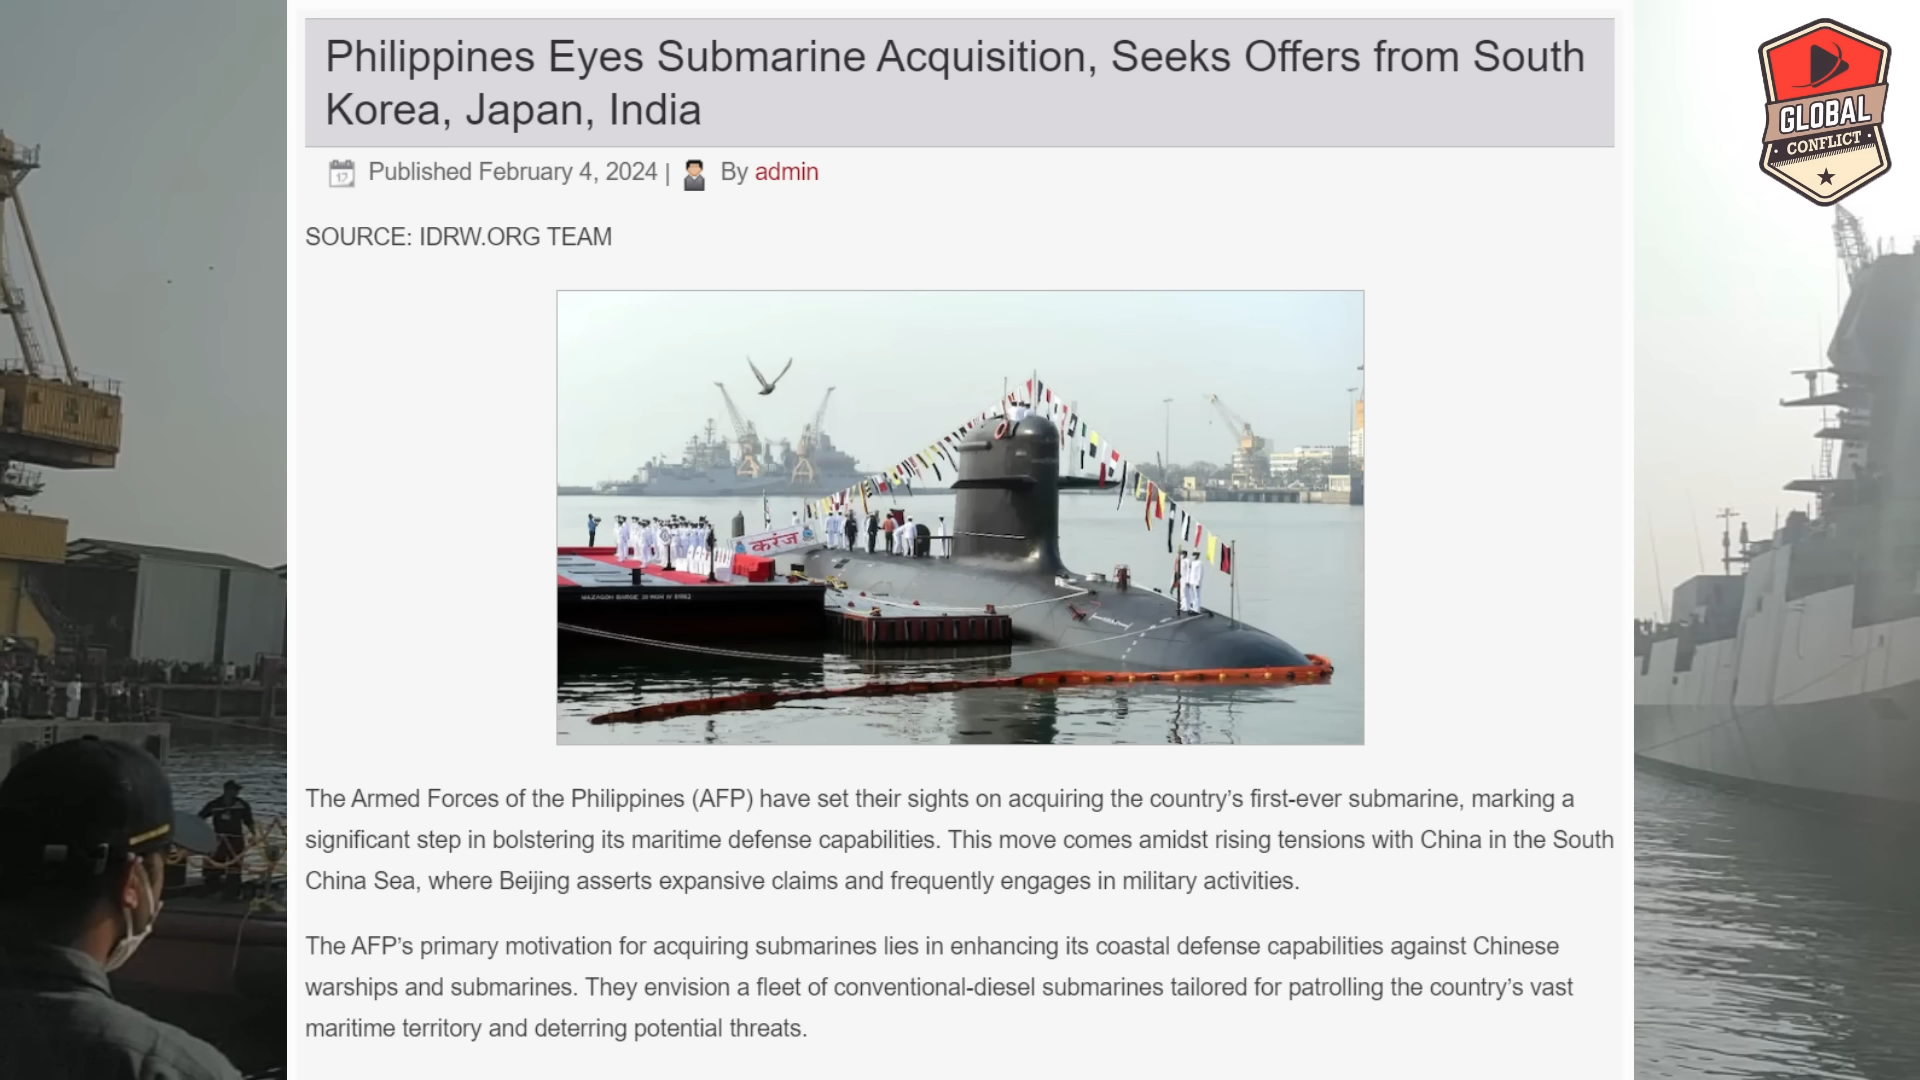 Philippines Eyes Submarine Acquisition, Seeks Offers from South
Korea, Japan, India
17
Published February 4, 2024 |
By admin
GLOBAL
CONFLICT
SOURCE: IDRW.ORG TEAM
करंज
The Armed Forces of the Philippines (AFP) have set their sights on acquiring the country’s first-ever submarine, marking a
significant step in bolstering its maritime defense capabilities. This move comes amidst rising tensions with China in the South
China Sea, where Beijing asserts expansive claims and frequently engages in military activities.
The AFP’s primary motivation for acquiring submarines lies in enhancing its coastal defense capabilities against Chinese
warships and submarines. They envision a fleet of conventional-diesel submarines tailored for patrolling the country’s vast
maritime territory and deterring potential threats.